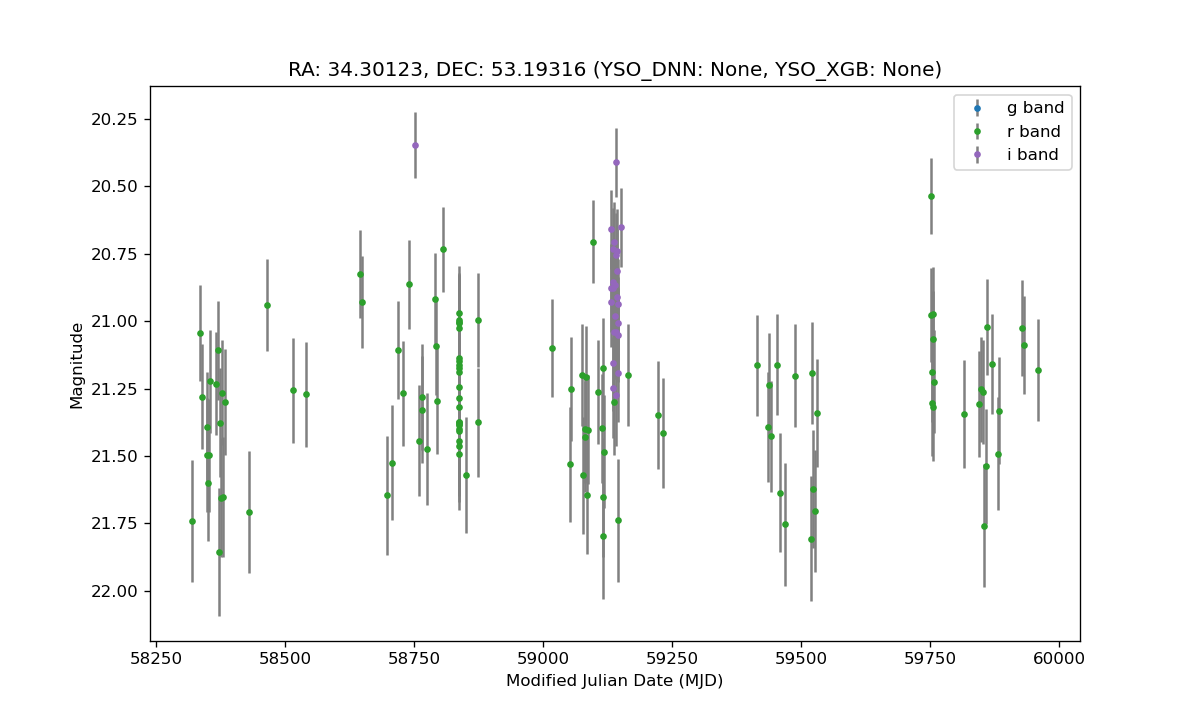 RA: 34.30123, DEC: 53.19316 (YSO_DNN: None, YSO_XGB: None)
g band
r band
i band
20.25
20.50
20.75
21.00
21.25
21.50
21.75
22.00
Magnitude
58250 58500 58750 59000 59250 59500 59750 60000
Modified Julian Date (MJD)